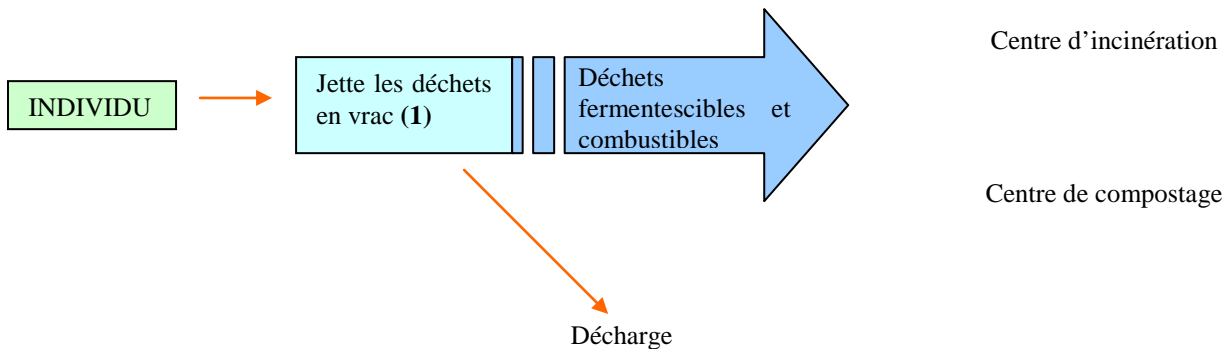 Centre d’incinération
INDIVIDU
Jette les déchets
en vrac (1)
Déchets
fermentescibles et
combustibles
Centre de compostage
Décharge